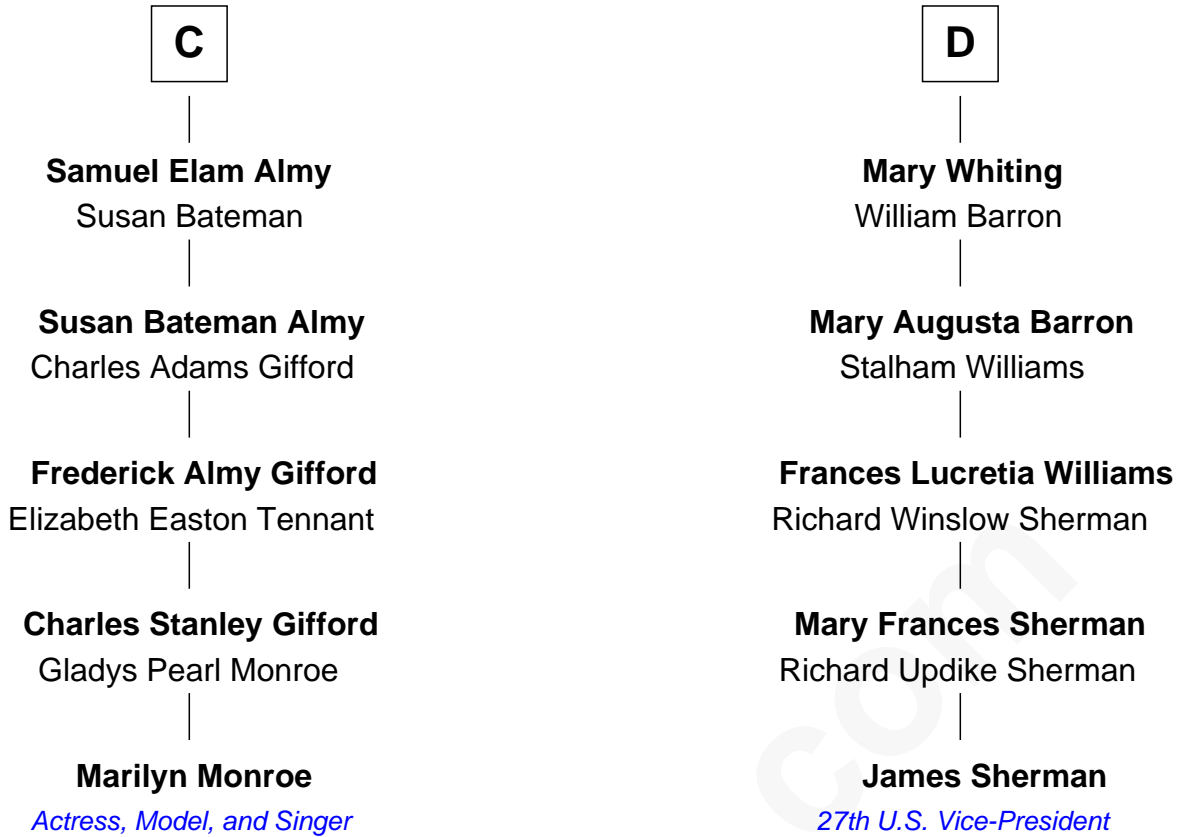 C
Samuel Elam Almy
Susan Bateman
Susan Bateman Almy
Charles Adams Gifford
Frederick Almy Gifford
Elizabeth Easton Tennant
Charles Stanley Gifford
Gladys Pearl Monroe
Marilyn Monroe
Actress, Model, and Singer
D
Mary Whiting
William Barron
Mary Augusta Barron
Stalham Williams
Frances Lucretia Williams
Richard Winslow Sherman
Mary Frances Sherman
Richard Updike Sherman
James Sherman
27th U.S. Vice-President
com